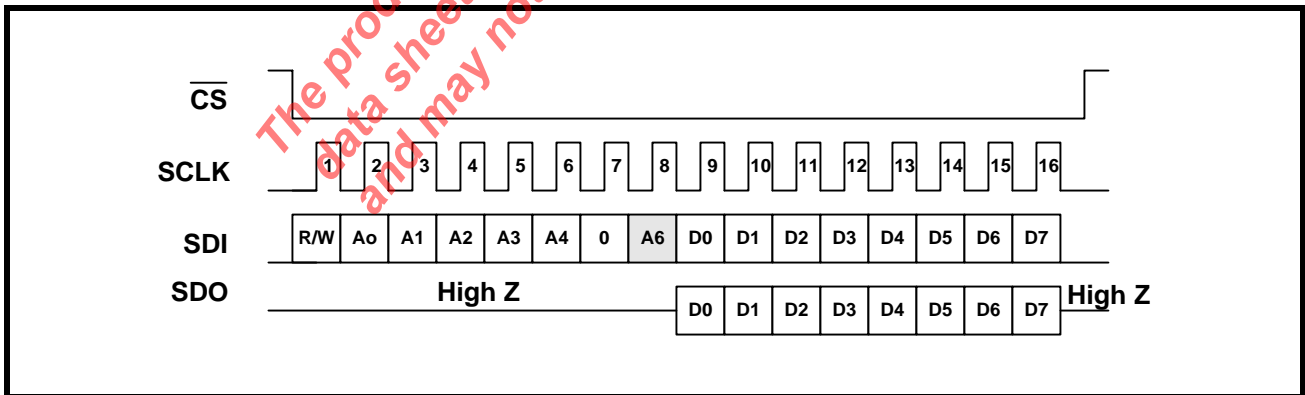 The prod
data shee
and may no
CS
SCLK
1 2 3 4 5 6 7 8 9 10 11 12 13 14 15 16
SDI
R/W Ao A1 A2 A3 A4 0 A6 D0 D1 D2 D3 D4 D5 D6 D7
SDO
High Z
D0 D1 D2 D3 D4 D5 D6 D7
High Z